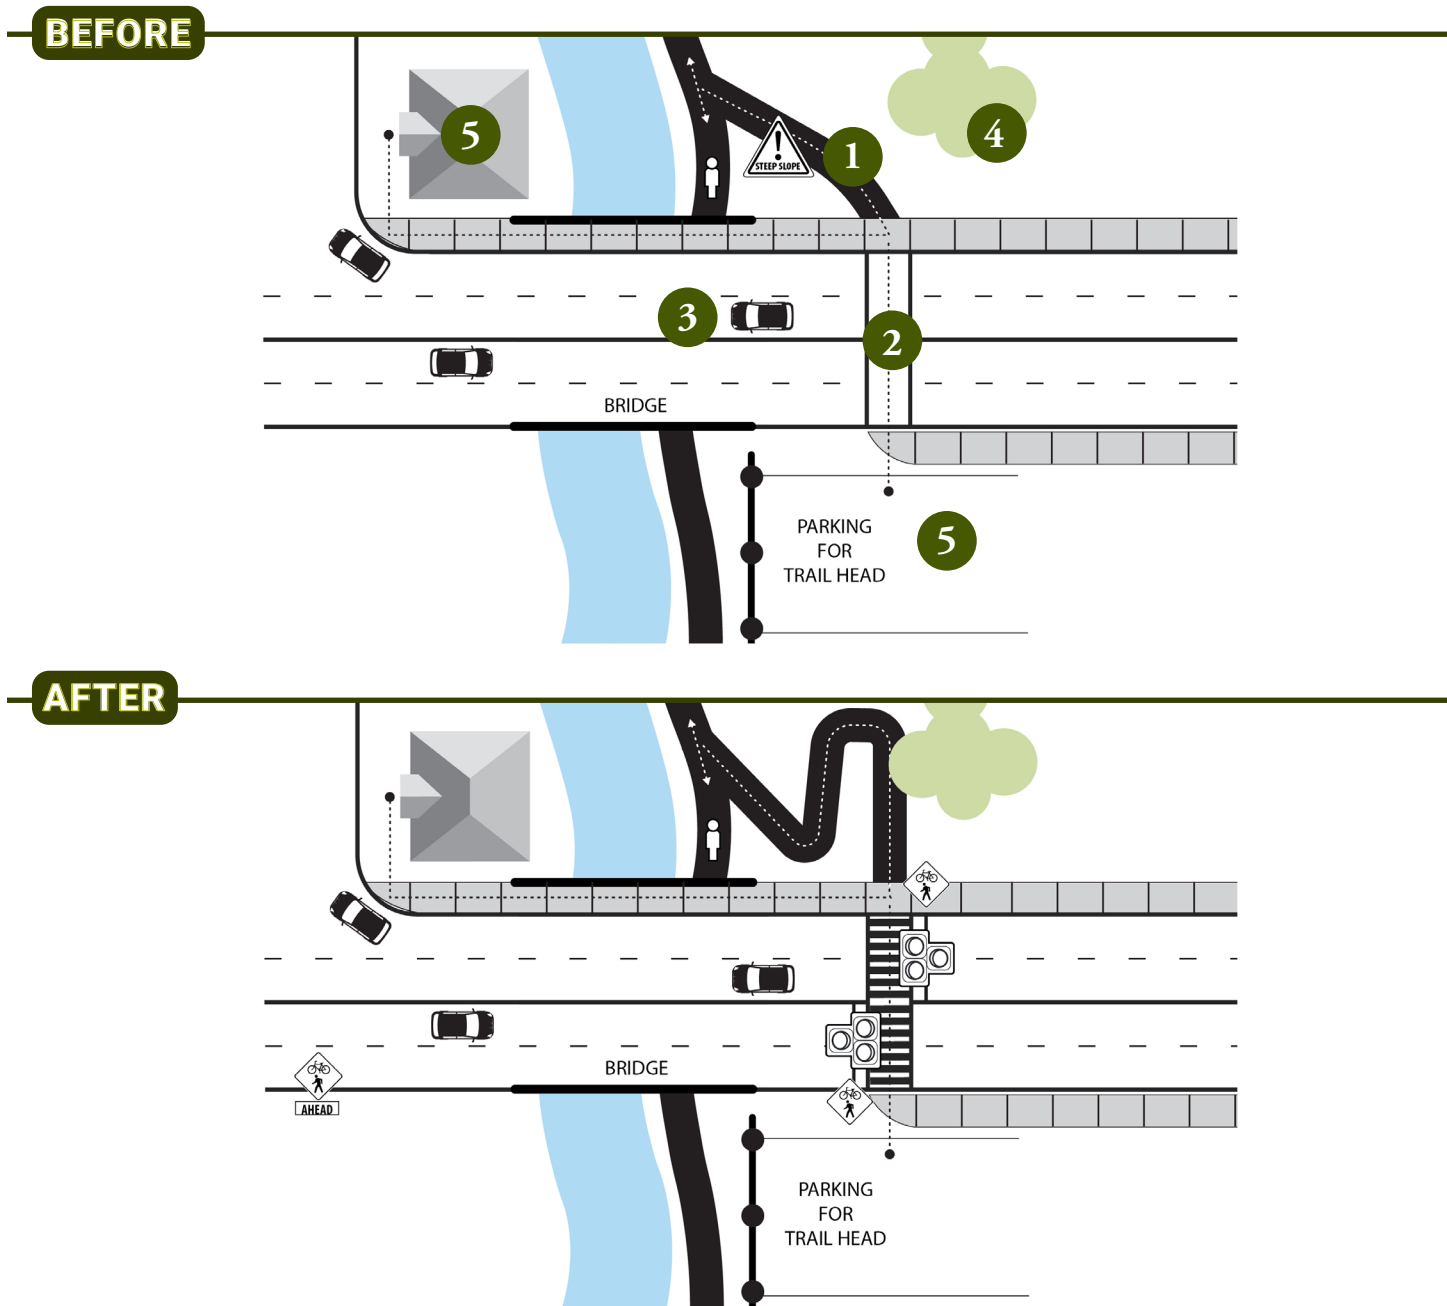 BEFORE
5
1
4
STEEP SLOPE
3
2
BRIDGE
PARKING
FOR
TRAIL HEAD
5
AFTER
BRIDGE
AHEAD
PARKING
FOR
TRAIL HEAD